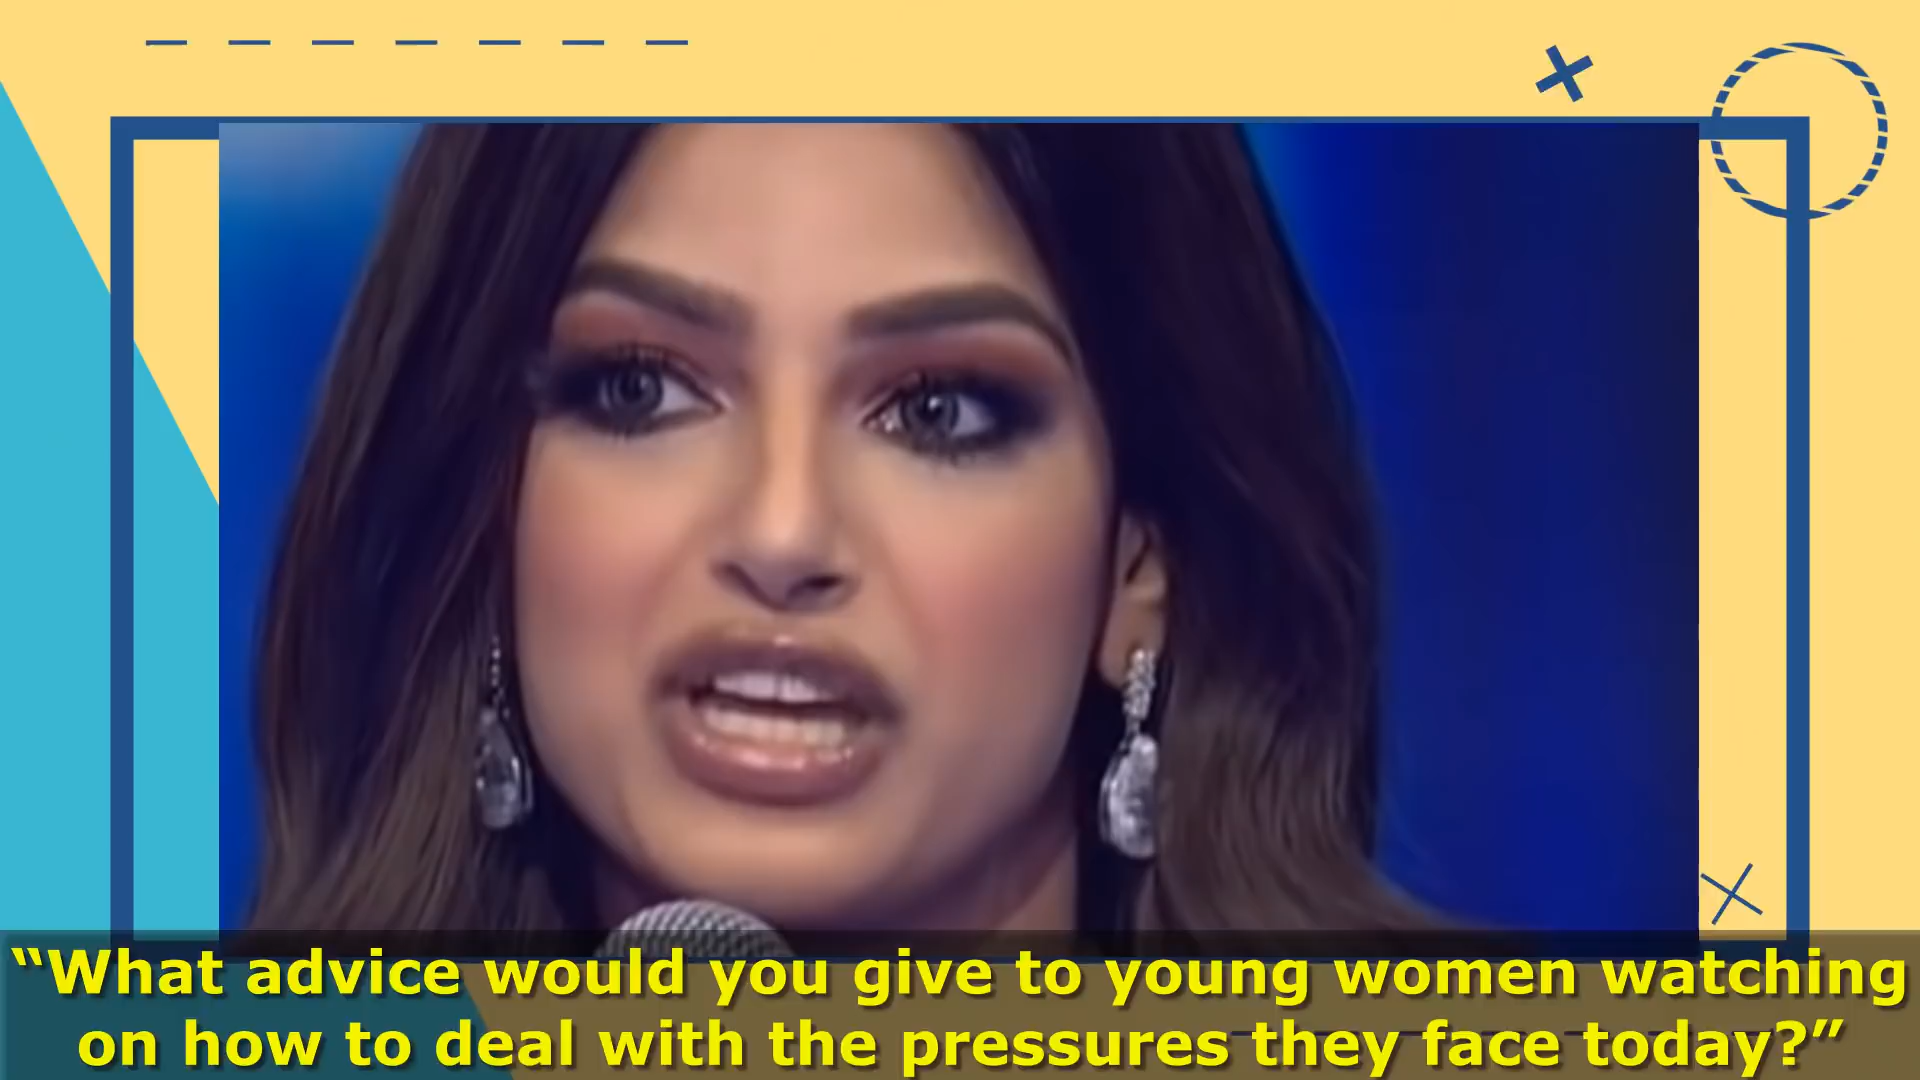 “What advice would you give to young women watching
on how to deal with the pressures they face today?”